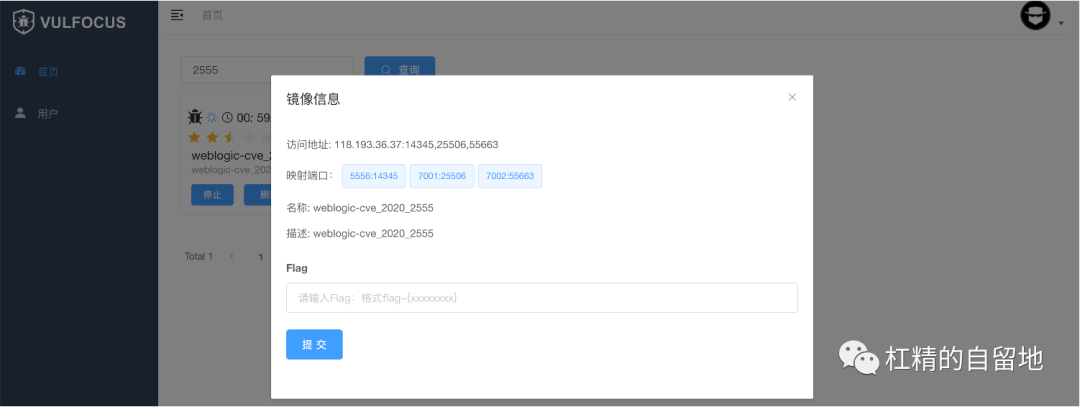 VULFOCUS
首页
首页
用户
2555
查询
00: 59
weblogic-cve_2
weblogic-cve_202
停止
Total 1
1
镜像信息
访问地址: 118.193.36.37:14345,25506,55663
映射端口: 5556:14345 7001:25506 7002:55663
名称: weblogic-cve_2020_2555
描述: weblogic-cve_2020_2555
Flag
请输入Flag: 格式flag-{xxxxxxxx}
提 交
杠精的自留地